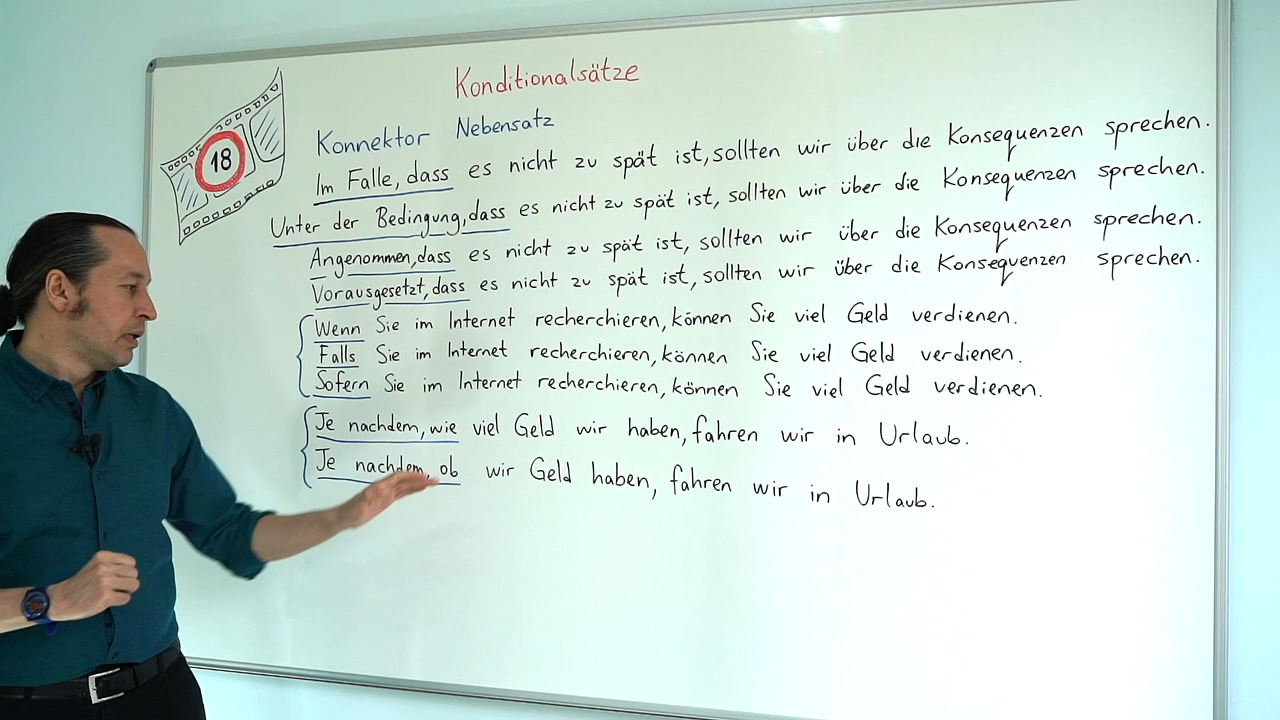 Konditionalsätze
18
Konnektor Nebensatz
Im Falle, dass es nicht zu spät ist, sollten wir über die Konsequenzen sprechen.
Unter der Bedingung, dass es nicht zu spät ist, sollten wir über die Konsequenzen sprechen.
Angenommen, dass es nicht zu spät ist, sollten wir über die Konsequenzen sprechen.
Vorausgesetzt, dass es nicht zu spät ist, sollten wir über die Konsequenzen sprechen.
Wenn Sie im Internet recherchieren, können Sie viel Geld verdienen.
Falls Sie im Internet recherchieren, können Sie viel Geld verdienen.
Sofern Sie im Internet recherchieren, können Sie viel Geld verdienen.
Je nachdem, wie viel Geld wir haben, fahren wir in Urlaub.
Je nachdem, ob wir Geld haben, fahren wir in Urlaub.